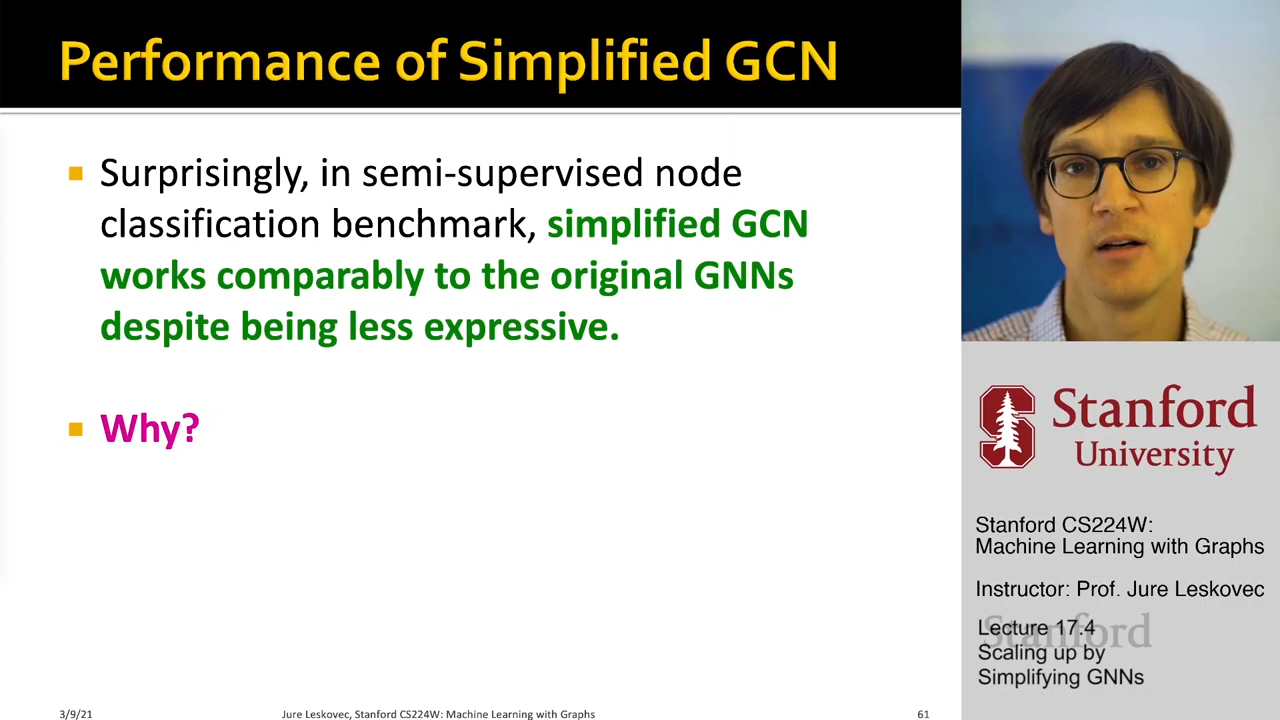 Performance of Simplified GCN
Surprisingly, in semi-supervised node
classification benchmark, simplified GCN
works comparably to the original GNNs
despite being less expressive.
Why?
3/9/21
Jure Leskovec, Stanford CS224W: Machine Learning with Graphs
61
Stanford
University
Stanford CS224W:
Machine Learning with Graphs
Instructor: Prof. Jure Leskovec
Stanford
Lecture 17.4
Scaling up by
Simplifying GNNs